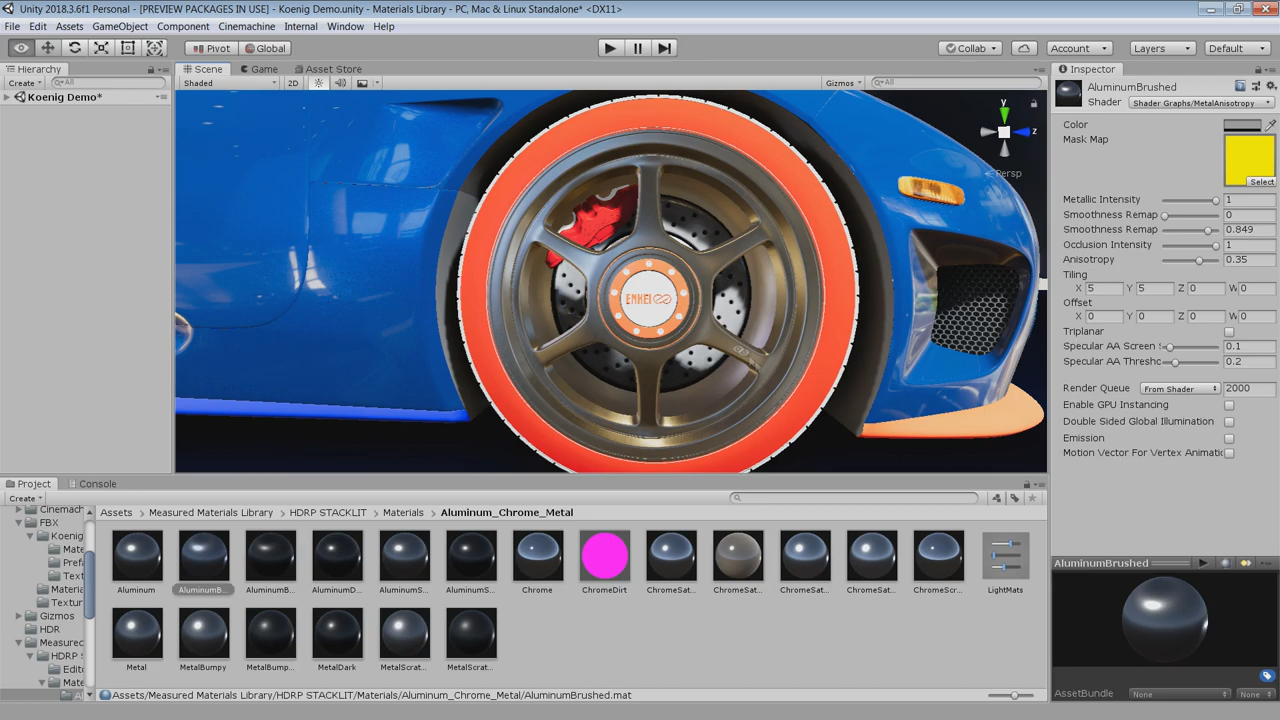 Unity 2018.3.6f1 Personal - [PREVIEW PACKAGES IN USE] - Koenig Demo.unity - Materials Library - PC, Mac & Linux Standalone* <DX11>
File Edit Assets GameObject Component Cinemachine Internal Window Help
Pivot Global Collab Account Layers Default
Hierarchy
Create All
Koenig Demo*
Scene Game Asset Store
Shaded 2D Gizmos All
y
z
Persp
ENKEI
Inspector
AluminumBrushed
Shader Shader Graphs/MetalAnisotropy
Color
Mask Map
Select
Metallic Intensity 1
Smoothness Remap 0
Smoothness Remap 0.849
Occlusion Intensity 1
Anisotropy 0.35
Tiling
X 5 Y 5 Z 0 W 0
Offset
X 0 Y 0 Z 0 W 0
Triplanar
Specular AA Screen S 0.1
Specular AA Thresho 0.2
Render Queue From Shader 2000
Enable GPU Instancing
Double Sided Global Illumination
Emission
Motion Vector For Vertex Animatio
Project Console
Create
Cinemach
FBX
Koenig
Mate
Prefa
Text
Materia
Texture
Gizmos
HDR
Measured
HDRP S
Edito
Mate
Al
Assets Measured Materials Library HDRP STACKLIT Materials Aluminum_Chrome_Metal
Aluminum AluminumB... AluminumB... AluminumD... AluminumS... AluminumS... Chrome ChromeDirt ChromeSat... ChromeSat... ChromeSat... ChromeSat... ChromeScr... LightMats
Metal MetalBumpy MetalBump... MetalDark MetalScrat... MetalScrat...
Assets/Measured Materials Library/HDRP STACKLIT/Materials/Aluminum_Chrome_Metal/AluminumBrushed.mat
AluminumBrushed
AssetBundle None None